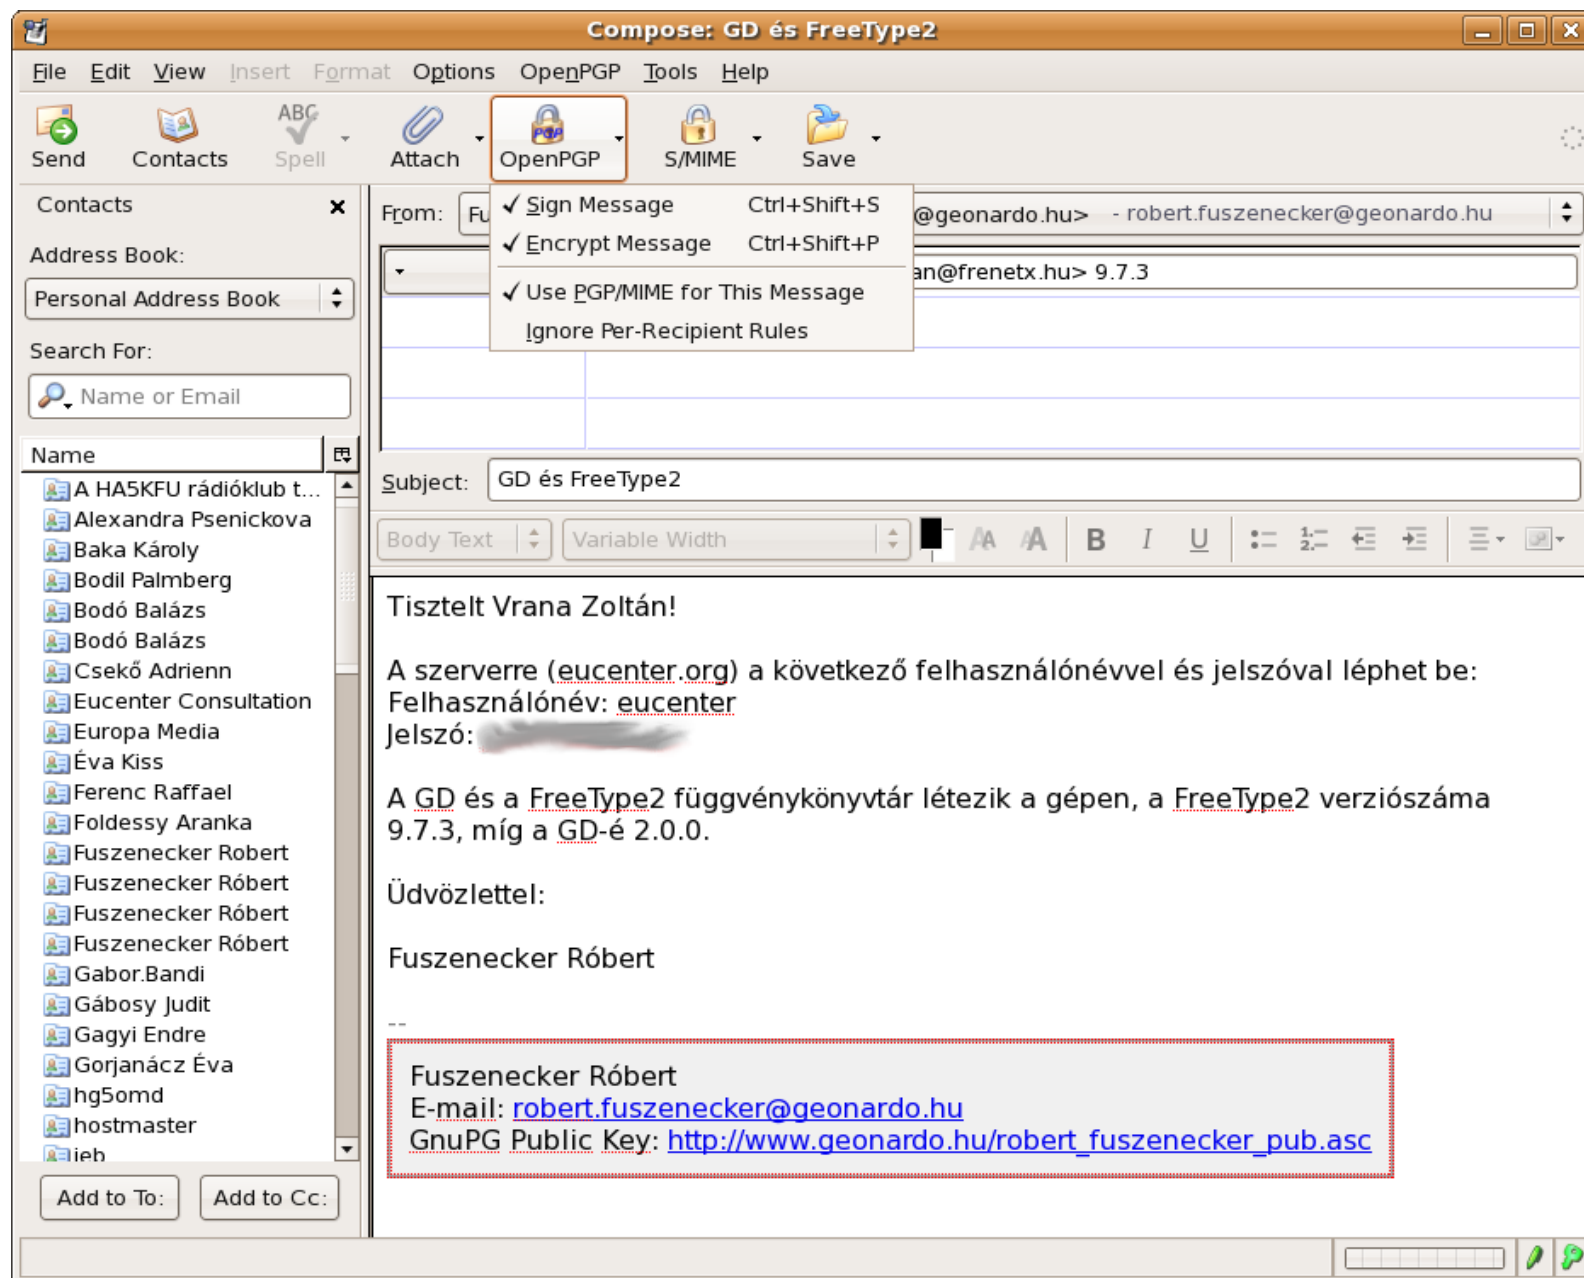 Compose: GD és FreeType2
File Edit View Insert Format Options OpenPGP Tools Help
Send Contacts ABC Spell Attach PGP OpenPGP S/MIME Save
Contacts
Address Book:
Personal Address Book
Search For:
Name or Email
Name
A HA5KFU rádióklub t...
Alexandra Psenickova
Baka Károly
Bodil Palmberg
Bodó Balázs
Bodó Balázs
Csekő Adrienn
Eucenter Consultation
Europa Media
Éva Kiss
Ferenc Raffael
Foldessy Aranka
Fuszenecker Robert
Fuszenecker Róbert
Fuszenecker Róbert
Fuszenecker Róbert
Gabor.Bandi
Gábosy Judit
Gagyi Endre
Gorjanácz Éva
hg5omd
hostmaster
ieb
Add to To: Add to Cc:
From: Fu @geonardo.hu> - robert.fuszenecker@geonardo.hu
an@frenetx.hu> 9.7.3
Sign Message Ctrl+Shift+S
Encrypt Message Ctrl+Shift+P
Use PGP/MIME for This Message
Ignore Per-Recipient Rules
Subject: GD és FreeType2
Body Text Variable Width AA AA B I U
Tisztelt Vrana Zoltán!
A szerverre (eucenter.org) a következő felhasználónévvel és jelszóval léphet be:
Felhasználónév: eucenter
Jelszó:
A GD és a FreeType2 függvénykönyvtár létezik a gépen, a FreeType2 verziószáma
9.7.3, míg a GD-é 2.0.0.
Üdvözlettel:
Fuszenecker Róbert
--
Fuszenecker Róbert
E-mail: robert.fuszenecker@geonardo.hu
GnuPG Public Key: http://www.geonardo.hu/robert_fuszenecker_pub.asc